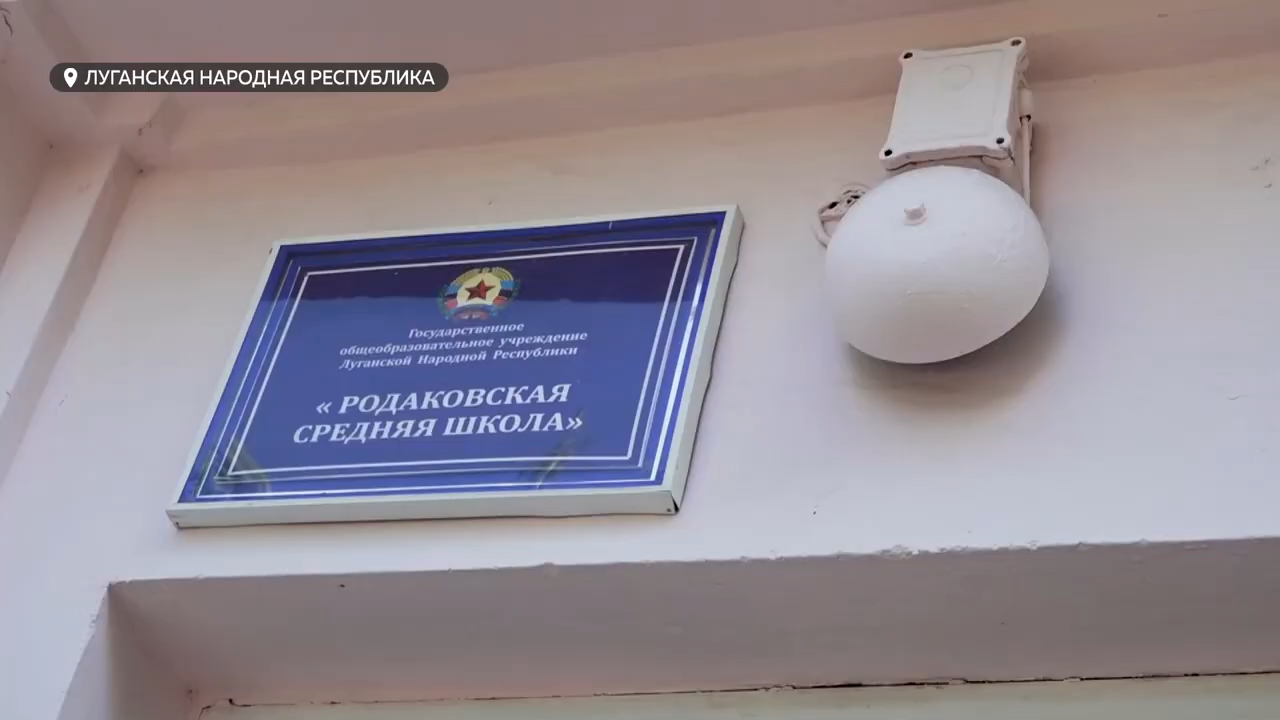 ЛУГАНСКАЯ НАРОДНАЯ РЕСПУБЛИКА
Государственное
общеобразовательное учреждение
Луганской Народной Республики
« РОДАКОВСКАЯ
СРЕДНЯЯ ШКОЛА»